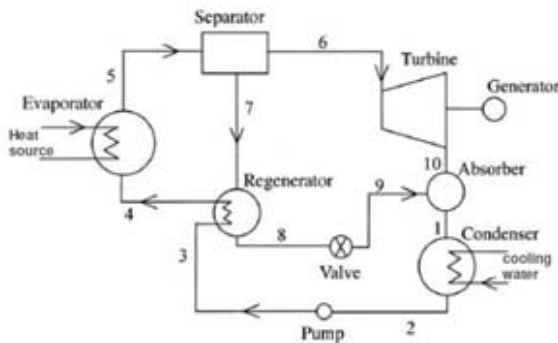 Separator
6
Turbine
5
7
Generator
Evaporator
Heat
source
10
Absorber
Regenerator
9
4
1
8
Condenser
3
cooling
water
Valve
Pump
2